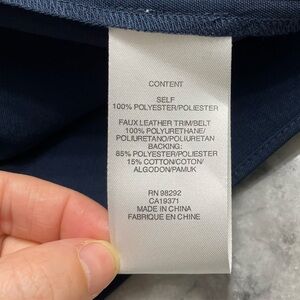 CONTENT
SELF
100% POLYESTER/POLIESTER
FAUX LEATHER TRIM/BELT
100% POLYURETHANE/
POLIURETANO/POLIURETAN
BACKING:
85% POLYESTER/POLIESTER
15% COTTON/COTON/
ALGODON/PAMUK
RN 98292
CA19371
MADE IN CHINA
FABRIQUE EN CHINE